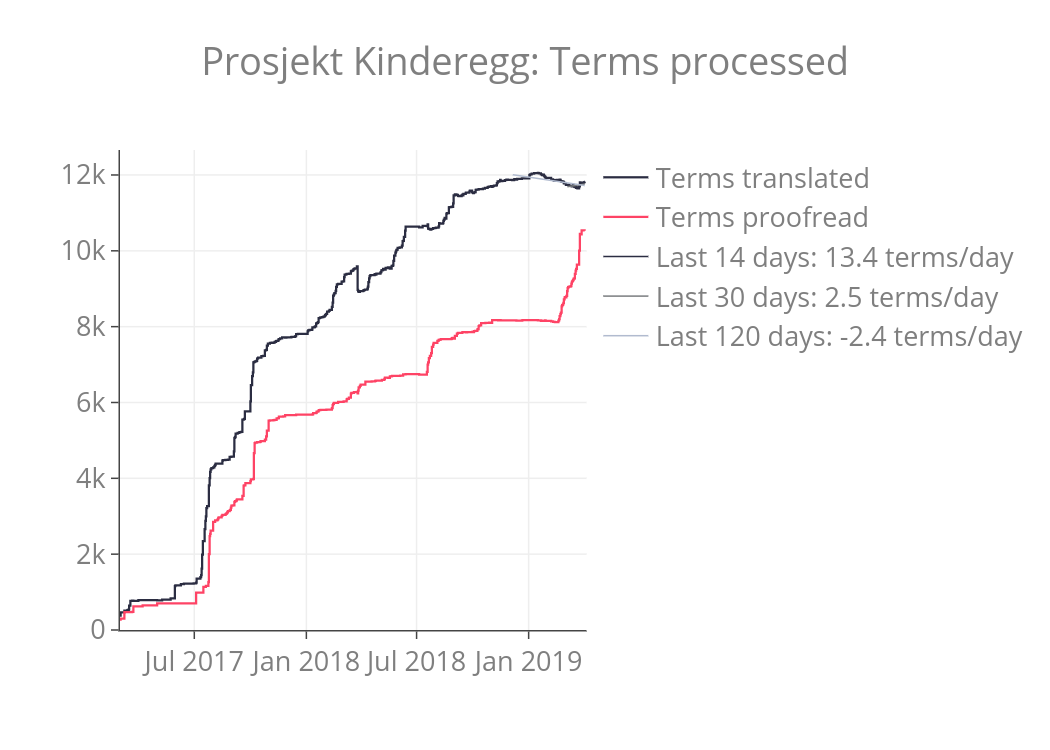 Prosjekt Kinderegg: Terms processed
12k
10k
8k
6k
4k
2k
0
Jul 2017 Jan 2018 Jul 2018 Jan 2019
Terms translated
Terms proofread
Last 14 days: 13.4 terms/day
Last 30 days: 2.5 terms/day
Last 120 days: -2.4 terms/day